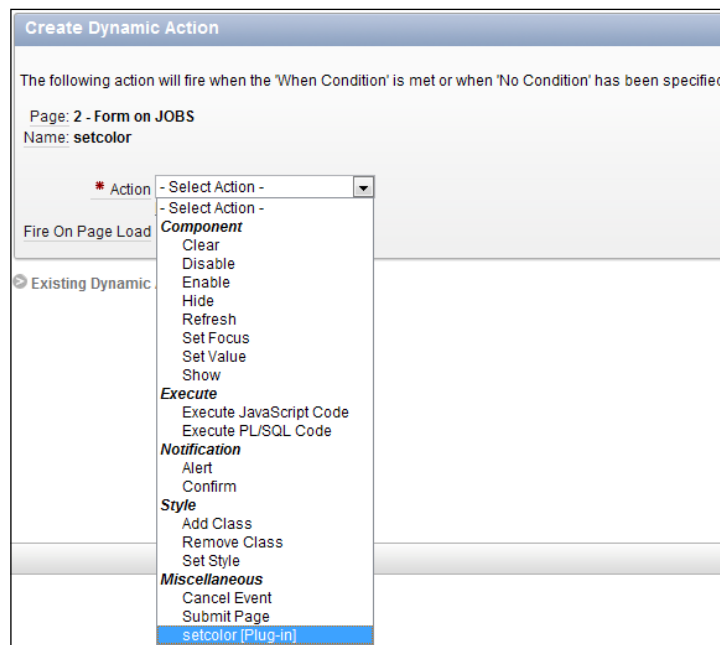 Create Dynamic Action
The following action will fire when the 'When Condition' is met or when 'No Condition' has been specified
Page: 2 - Form on JOBS
Name: setcolor
* Action - Select Action -
- Select Action -
Component
Fire On Page Load
Clear
Disable
Existing Dynamic
Enable
Hide
Refresh
Set Focus
Set Value
Show
Execute
Execute JavaScript Code
Execute PL/SQL Code
Notification
Alert
Confirm
Style
Add Class
Remove Class
Set Style
Miscellaneous
Cancel Event
Submit Page
setcolor [Plug-in]